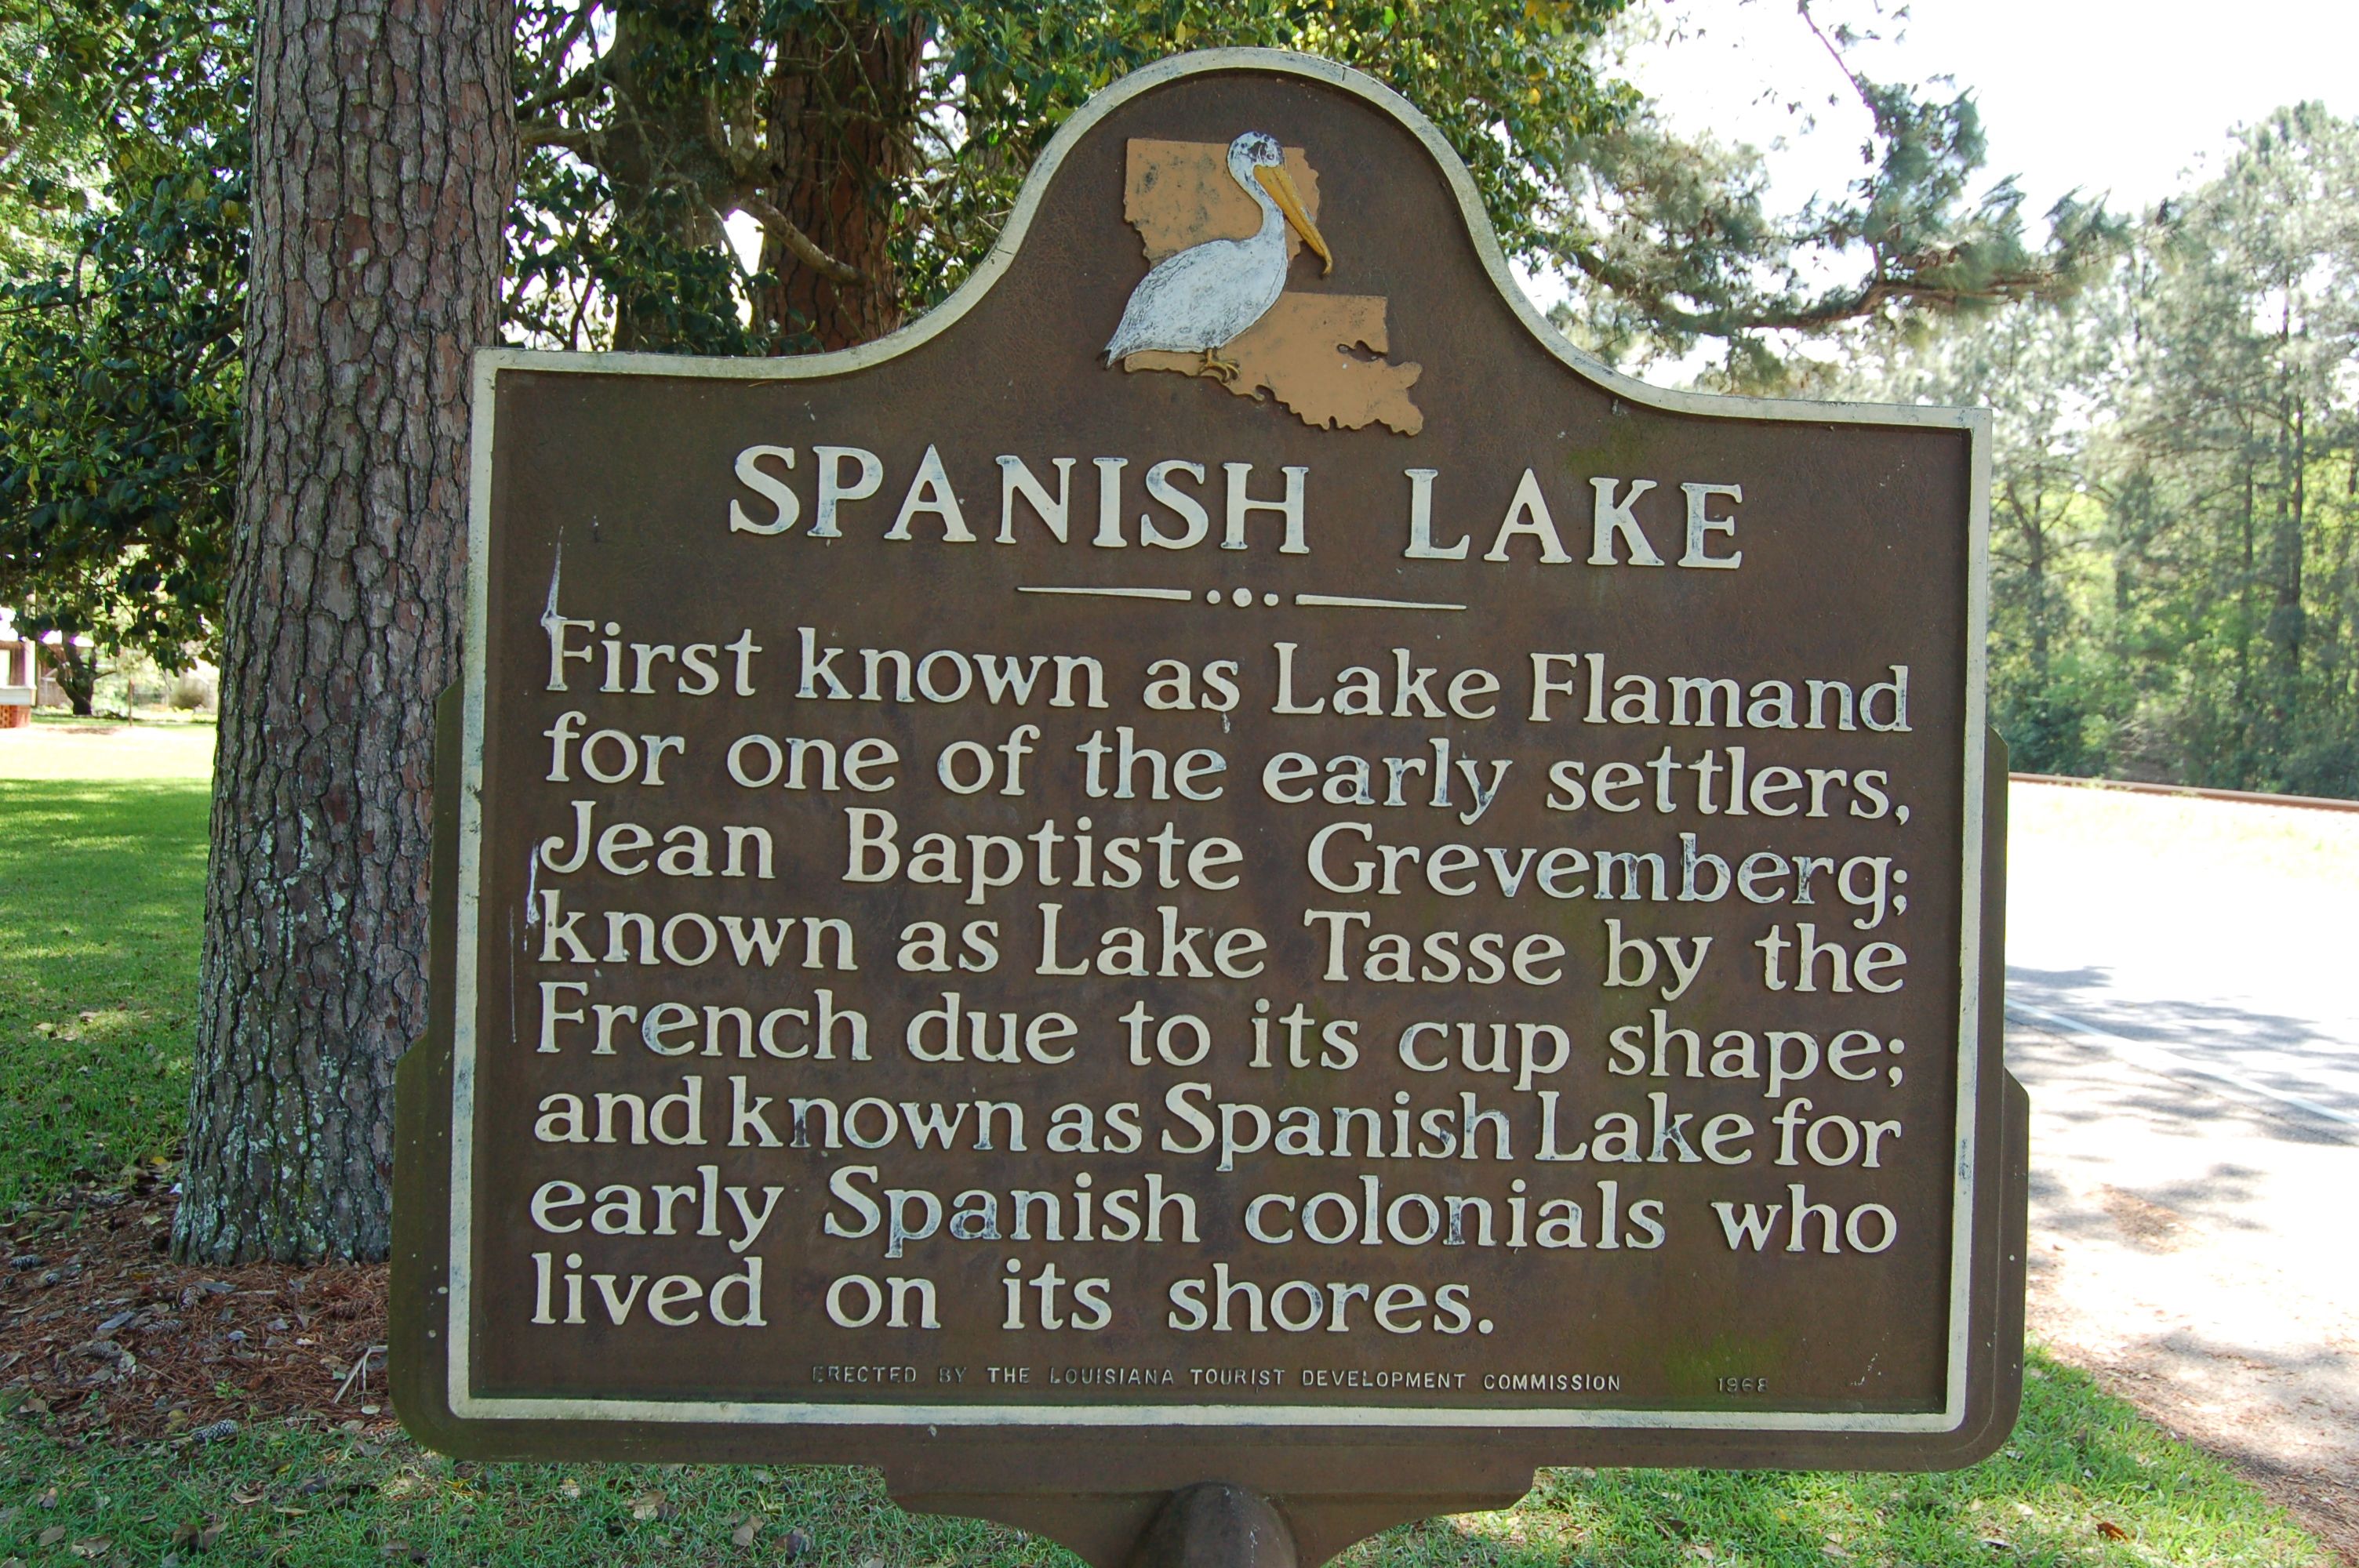 SPANISH LAKE
First known as Lake Flamand
for one of the early settlers,
Jean Baptiste Grevemberg;
known as Lake Tasse by the
French due to its cup shape;
and known as Spanish Lake for
early Spanish colonials who
lived on its shores.
ERECTED BY THE LOUISIANA TOURIST DEVELOPMENT COMMISSION 1968